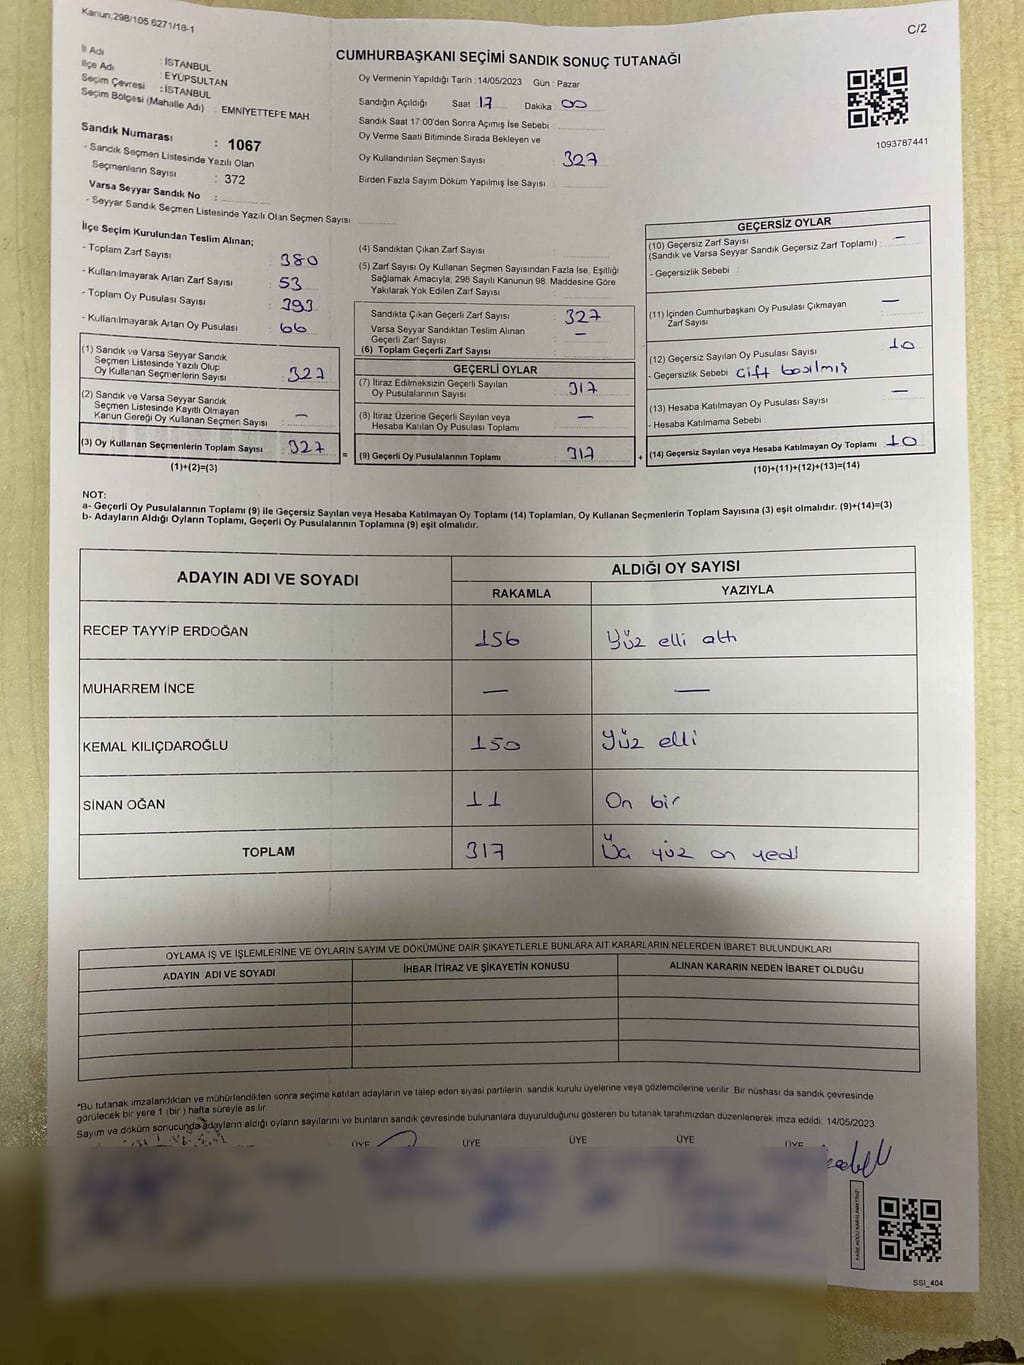 Kanun;298/105 6271/18-1
C/2
CUMHURBAŞKANI SEÇİMİ SANDIK SONUÇ TUTANAĞI
İl Adı : İSTANBUL
İlçe Adı : EYÜPSULTAN
Seçim Çevresi : İSTANBUL
Seçim Bölgesi (Mahalle Adı) : EMNİYETTEPE MAH.
Sandık Numarası : 1067
- Sandık Seçmen Listesinde Yazılı Olan
Seçmenlerin Sayısı : 372
Varsa Seyyar Sandık No :
- Seyyar Sandık Seçmen Listesinde Yazılı Olan Seçmen Sayısı
Oy Vermenin Yapıldığı Tarih : 14/05/2023 Gün : Pazar
Sandığın Açıldığı Saat : 17 Dakika : 00
Sandık Saat 17:00'den Sonra Açımış İse Sebebi :
Oy Verme Saati Bitiminde Sırada Bekleyen ve
Oy Kullandırılan Seçmen Sayısı : 327
Birden Fazla Sayım Döküm Yapılmış İse Sayısı :
1093787441
İlçe Seçim Kurulundan Teslim Alınan;
- Toplam Zarf Sayısı : 380
- Kullanılmayarak Artan Zarf Sayısı : 53
- Toplam Oy Pusulası Sayısı : 393
- Kullanılmayarak Artan Oy Pusulası : 66
(1) Sandık ve Varsa Seyyar Sandık
Seçmen Listesinde Yazılı Olup
Oy Kullanan Seçmenlerin Sayısı : 327
(2) Sandık ve Varsa Seyyar Sandık
Seçmen Listesinde Kayıtlı Olmayan
Kanun Gereği Oy Kullanan Seçmen Sayısı : —
(3) Oy Kullanan Seçmenlerin Toplam Sayısı : 327
(1)+(2)=(3)
(4) Sandıktan Çıkan Zarf Sayısı :
(5) Zarf Sayısı Oy Kullanan Seçmen Sayısından Fazla İse, Eşitliği
Sağlamak Amacıyla, 298 Sayılı Kanunun 98. Maddesine Göre
Yakılarak Yok Edilen Zarf Sayısı :
Sandıkta Çıkan Geçerli Zarf Sayısı : 327
Varsa Seyyar Sandıktan Teslim Alınan
Geçerli Zarf Sayısı : —
(6) Toplam Geçerli Zarf Sayısı :
GEÇERLİ OYLAR
(7) İtiraz Edilmeksizin Geçerli Sayılan
Oy Pusulalarının Sayısı : 317
(8) İtiraz Üzerine Geçerli Sayılan veya
Hesaba Katılan Oy Pusulası Toplamı : —
= (9) Geçerli Oy Pusulalarının Toplamı : 317 +
GEÇERSİZ OYLAR
(10) Geçersiz Zarf Sayısı
(Sandık ve Varsa Seyyar Sandık Geçersiz Zarf Toplamı) : —
- Geçersizlik Sebebi :
(11) İçinden Cumhurbaşkanı Oy Pusulası Çıkmayan
Zarf Sayısı : —
(12) Geçersiz Sayılan Oy Pusulası Sayısı : 10
- Geçersizlik Sebebi : Çift basılmış
(13) Hesaba Katılmayan Oy Pusulası Sayısı : —
- Hesaba Katılmama Sebebi :
(14) Geçersiz Sayılan veya Hesaba Katılmayan Oy Toplamı : 10
(10)+(11)+(12)+(13)=(14)
NOT:
a- Geçerli Oy Pusulalarının Toplamı (9) ile Geçersiz Sayılan veya Hesaba Katılmayan Oy Toplamı (14) Toplamları, Oy Kullanan Seçmenlerin Toplam Sayısına (3) eşit olmalıdır. (9)+(14)=(3)
b- Adayların Aldığı Oyların Toplamı, Geçerli Oy Pusulalarının Toplamına (9) eşit olmalıdır.
ADAYIN ADI VE SOYADI ALDIĞI OY SAYISI
RAKAMLA YAZIYLA
RECEP TAYYİP ERDOĞAN 156 Yüz elli altı
MUHARREM İNCE — —
KEMAL KILIÇDAROĞLU 150 Yüz elli
SİNAN OĞAN 11 On bir
TOPLAM 317 Üç yüz on yedi
OYLAMA İŞ VE İŞLEMLERİNE VE OYLARIN SAYIM VE DÖKÜMÜNE DAİR ŞİKAYETLERLE BUNLARA AİT KARARLARIN NELERDEN İBARET BULUNDUKLARI
ADAYIN ADI VE SOYADI İHBAR İTİRAZ VE ŞİKAYETİN KONUSU ALINAN KARARIN NEDEN İBARET OLDUĞU
*Bu tutanak imzalandıktan ve mühürlendikten sonra seçime katılan adayların ve talep eden siyasi partilerin sandık kurulu üyelerine veya gözlemcilerine verilir. Bir nüshası da sandık çevresinde
görülecek bir yere 1 (bir) hafta süreyle asılır.
Sayım ve döküm sonucunda adayların aldığı oyların sayılarını ve bunların sandık çevresinde bulunanlara duyurulduğunu gösteren bu tutanak tarafımızdan düzenlenerek imza edildi. 14/05/2023
ÜYE ÜYE ÜYE ÜYE ÜYE
SSI_404